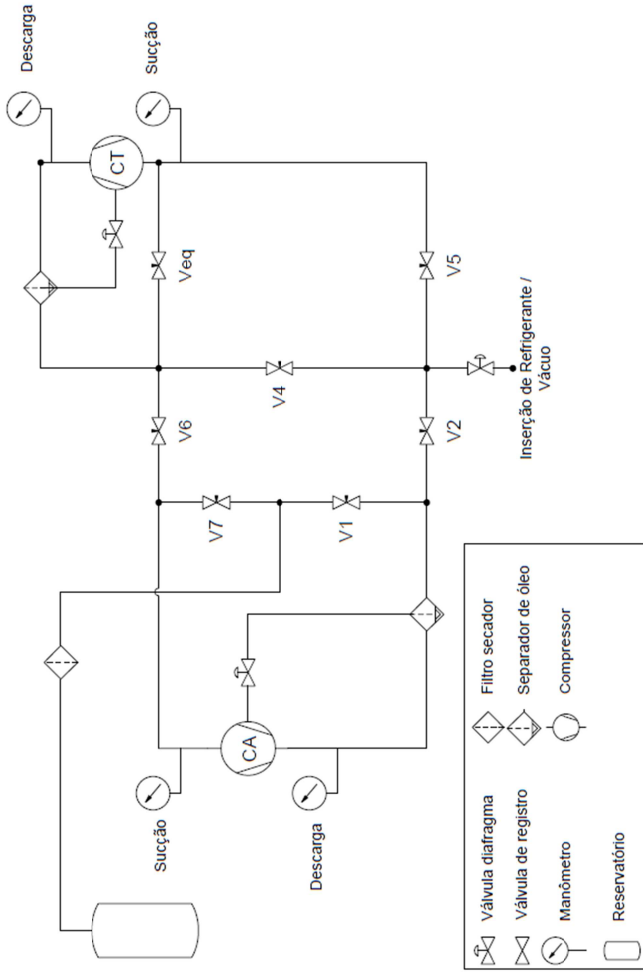 Descarga
Sucção
CT
Veq
V5
V6
V4
V2
Inserção de Refrigerante /
Vácuo
V7
V1
CA
Sucção
Descarga
Válvula diafragma
Válvula de registro
Manômetro
Reservatório
Filtro secador
Separador de óleo
Compressor